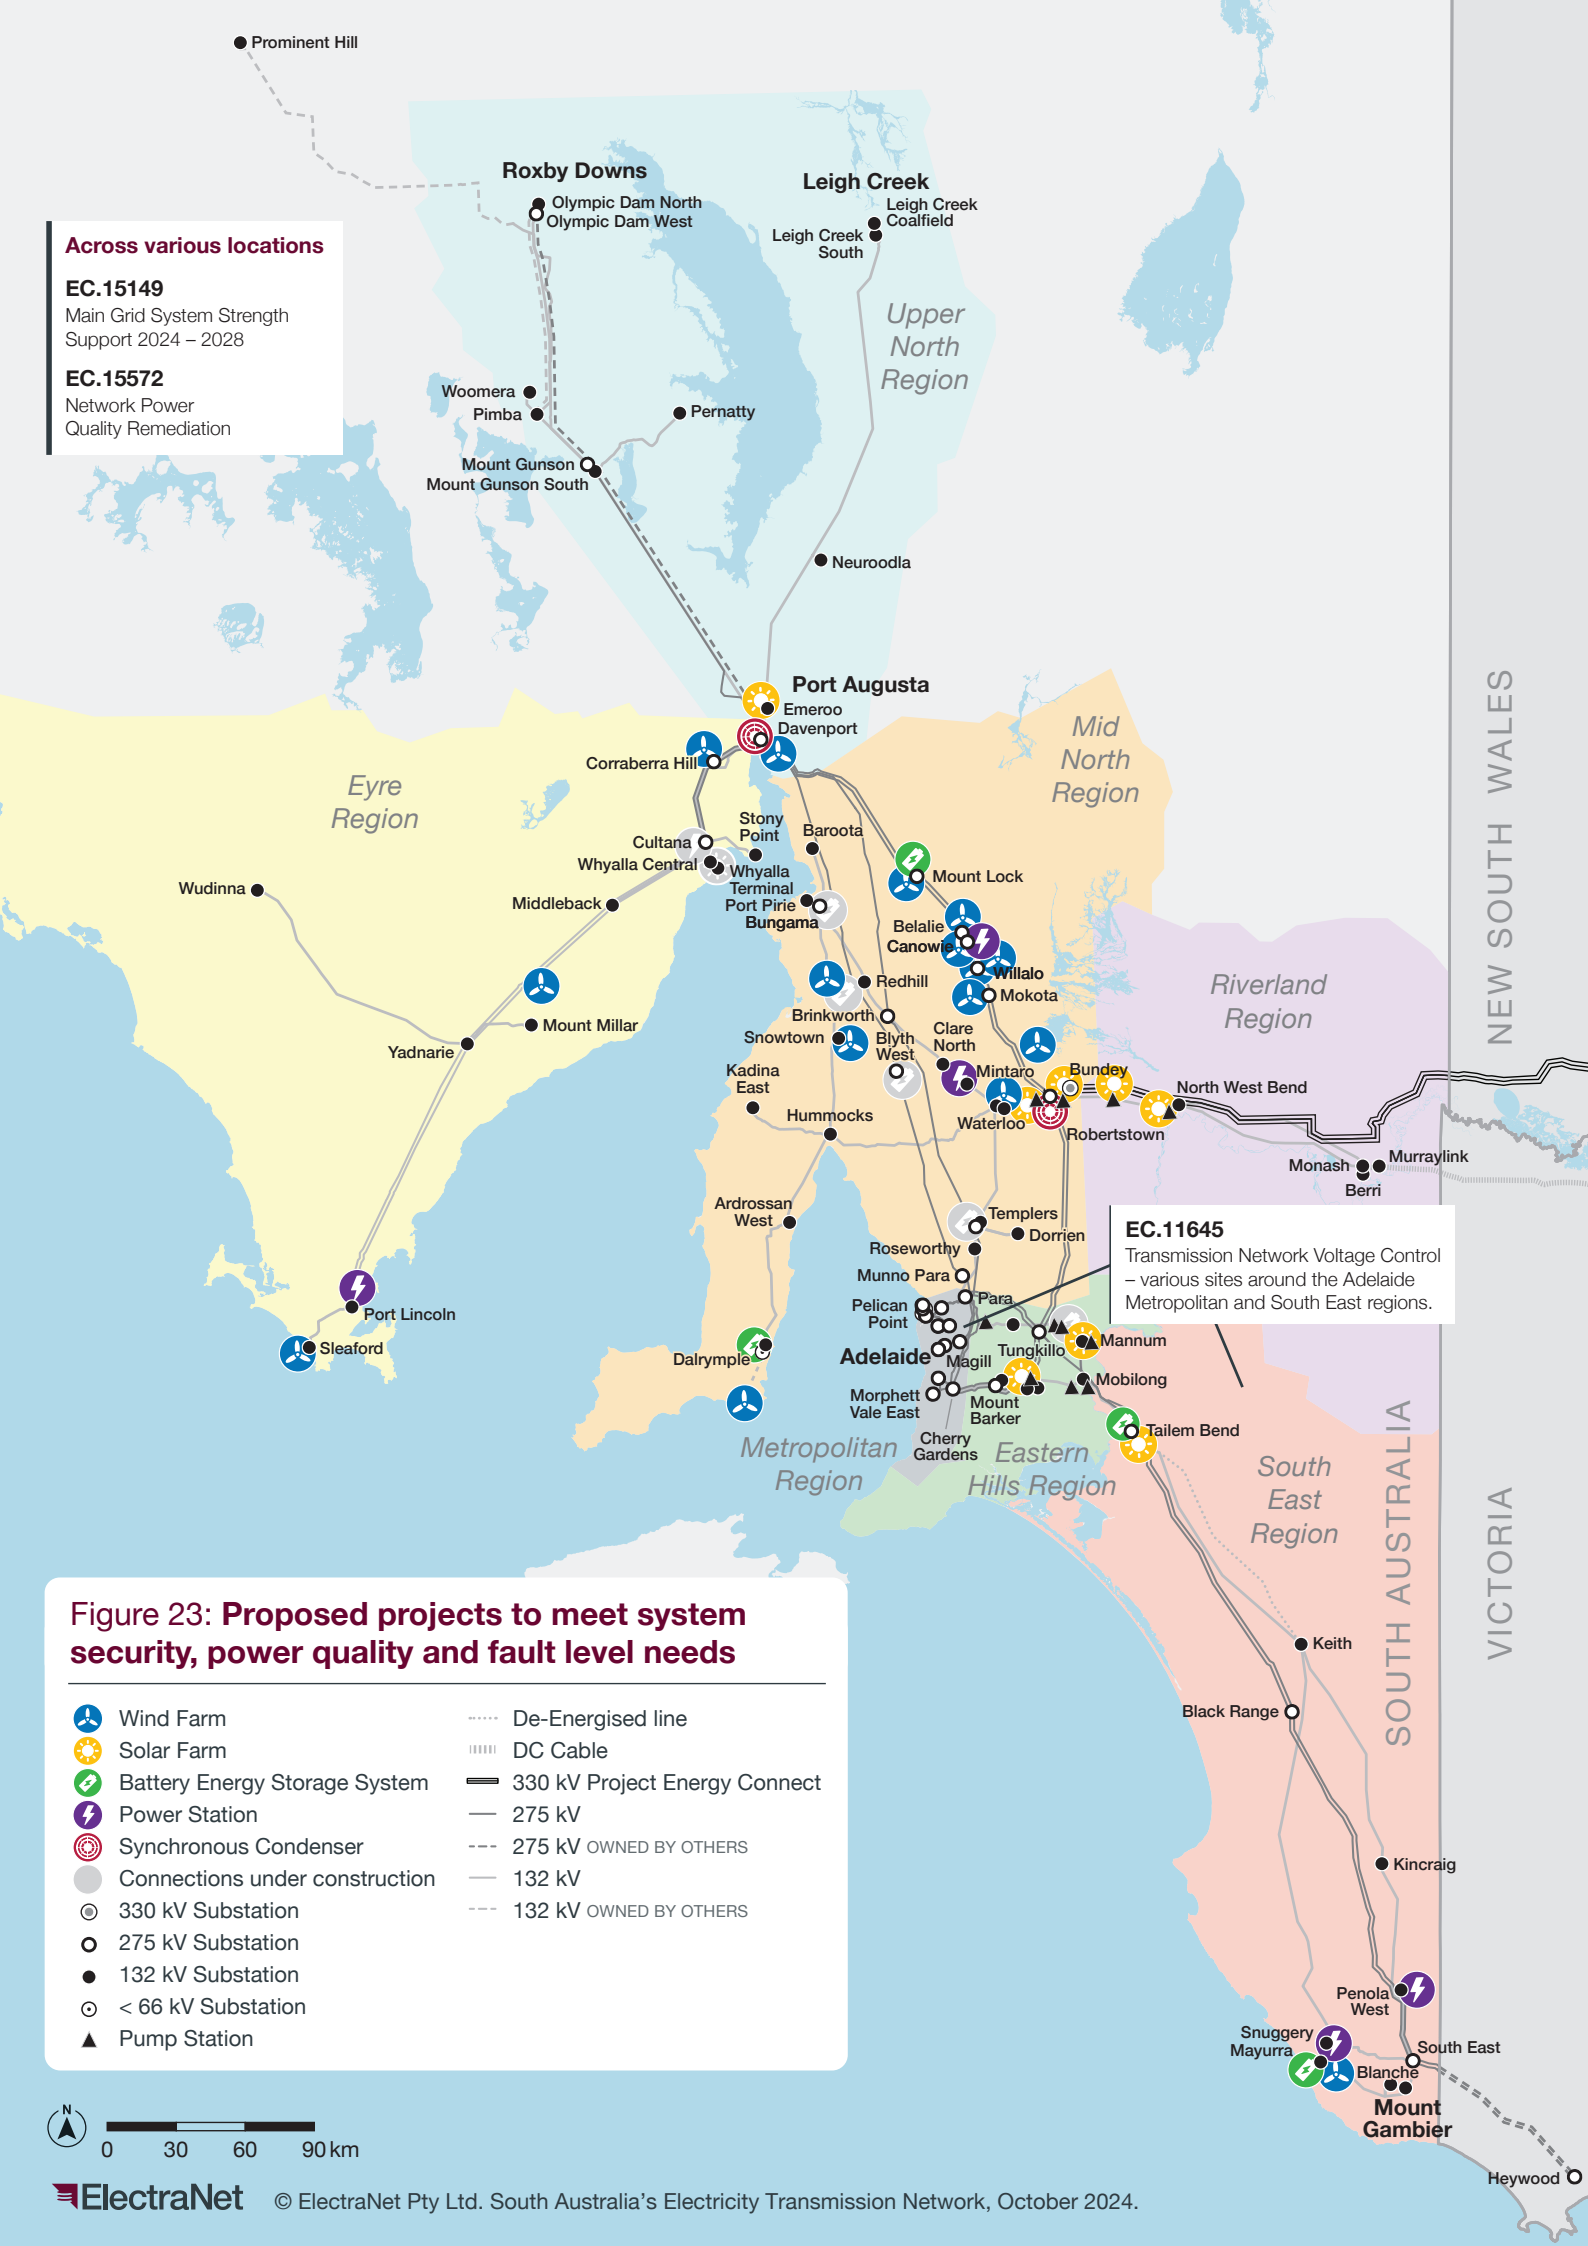 Prominent Hill
Roxby Downs
Olympic Dam North
Olympic Dam West
Leigh Creek
Leigh Creek
Coalfield
Leigh Creek
South
Across various locations
EC.15149
Main Grid System Strength
Support 2024 – 2028
EC.15572
Network Power
Quality Remediation
Upper
North
Region
Woomera
Pimba
Pernatty
Mount Gunson
Mount Gunson South
Neuroodla
Port Augusta
Emeroo
Davenport
Corraberra Hill
Mid
North
Region
NEW SOUTH WALES
Eyre
Region
Stony
Point
Baroota
Cultana
Whyalla Central
Whyalla
Terminal
Mount Lock
Wudinna
Middleback
Port Pirie
Bungama
Belalie
Canowie
Willalo
Mokota
Redhill
Riverland
Region
Brinkworth
Mount Millar
Snowtown
Blyth
West
Clare
North
Yadnarie
Kadina
East
Mintaro
Bundey
North West Bend
Hummocks
Waterloo
Robertstown
Monash
Murraylink
Berri
Ardrossan
West
Templers
Dorrien
Roseworthy
EC.11645
Transmission Network Voltage Control
– various sites around the Adelaide
Metropolitan and South East regions.
Munno Para
Para
Pelican
Point
Port Lincoln
Sleaford
Adelaide
Magill
Tungkillo
Mannum
Dalrymple
Mobilong
Morphett
Vale East
Mount
Barker
Cherry
Gardens
Tailem Bend
Metropolitan
Region
Eastern
Hills Region
South
East
Region
SOUTH AUSTRALIA
VICTORIA
Keith
Black Range
Kincraig
Penola
West
Snuggery
Mayurra
South East
Blanche
Mount
Gambier
Heywood
Figure 23: Proposed projects to meet system
security, power quality and fault level needs
Wind Farm
Solar Farm
Battery Energy Storage System
Power Station
Synchronous Condenser
Connections under construction
330 kV Substation
275 kV Substation
132 kV Substation
< 66 kV Substation
Pump Station
De-Energised line
DC Cable
330 kV Project Energy Connect
275 kV
275 kV OWNED BY OTHERS
132 kV
132 kV OWNED BY OTHERS
N
0 30 60 90 km
ElectraNet
© ElectraNet Pty Ltd. South Australia’s Electricity Transmission Network, October 2024.